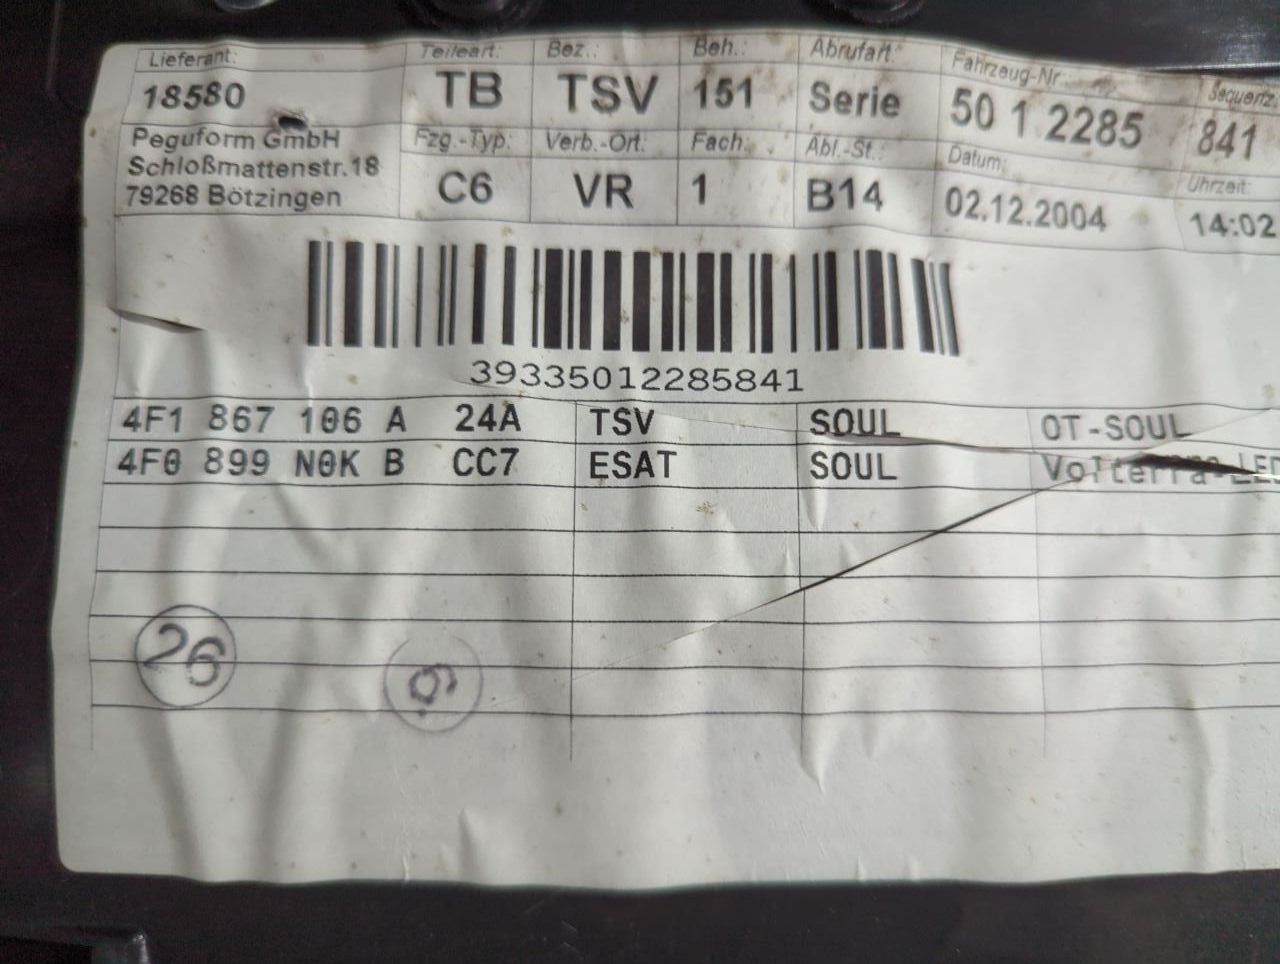 Lieferant: Teileart: Bez.: Beh.: Abrufart: Fahrzeug-Nr.: Sequenz:
18580 TB TSV 151 Serie 50 1 2285 841
Peguform GmbH Fzg.-Typ: Verb.-Ort: Fach: Abl.-St.: Datum: Uhrzeit:
Schloßmattenstr.18
79268 Bötzingen C6 VR 1 B14 02.12.2004 14:02
39335012285841
4F1 867 106 A 24A TSV SOUL OT-SOUL
4F0 899 N0K B CC7 ESAT SOUL Volterra-LED
26